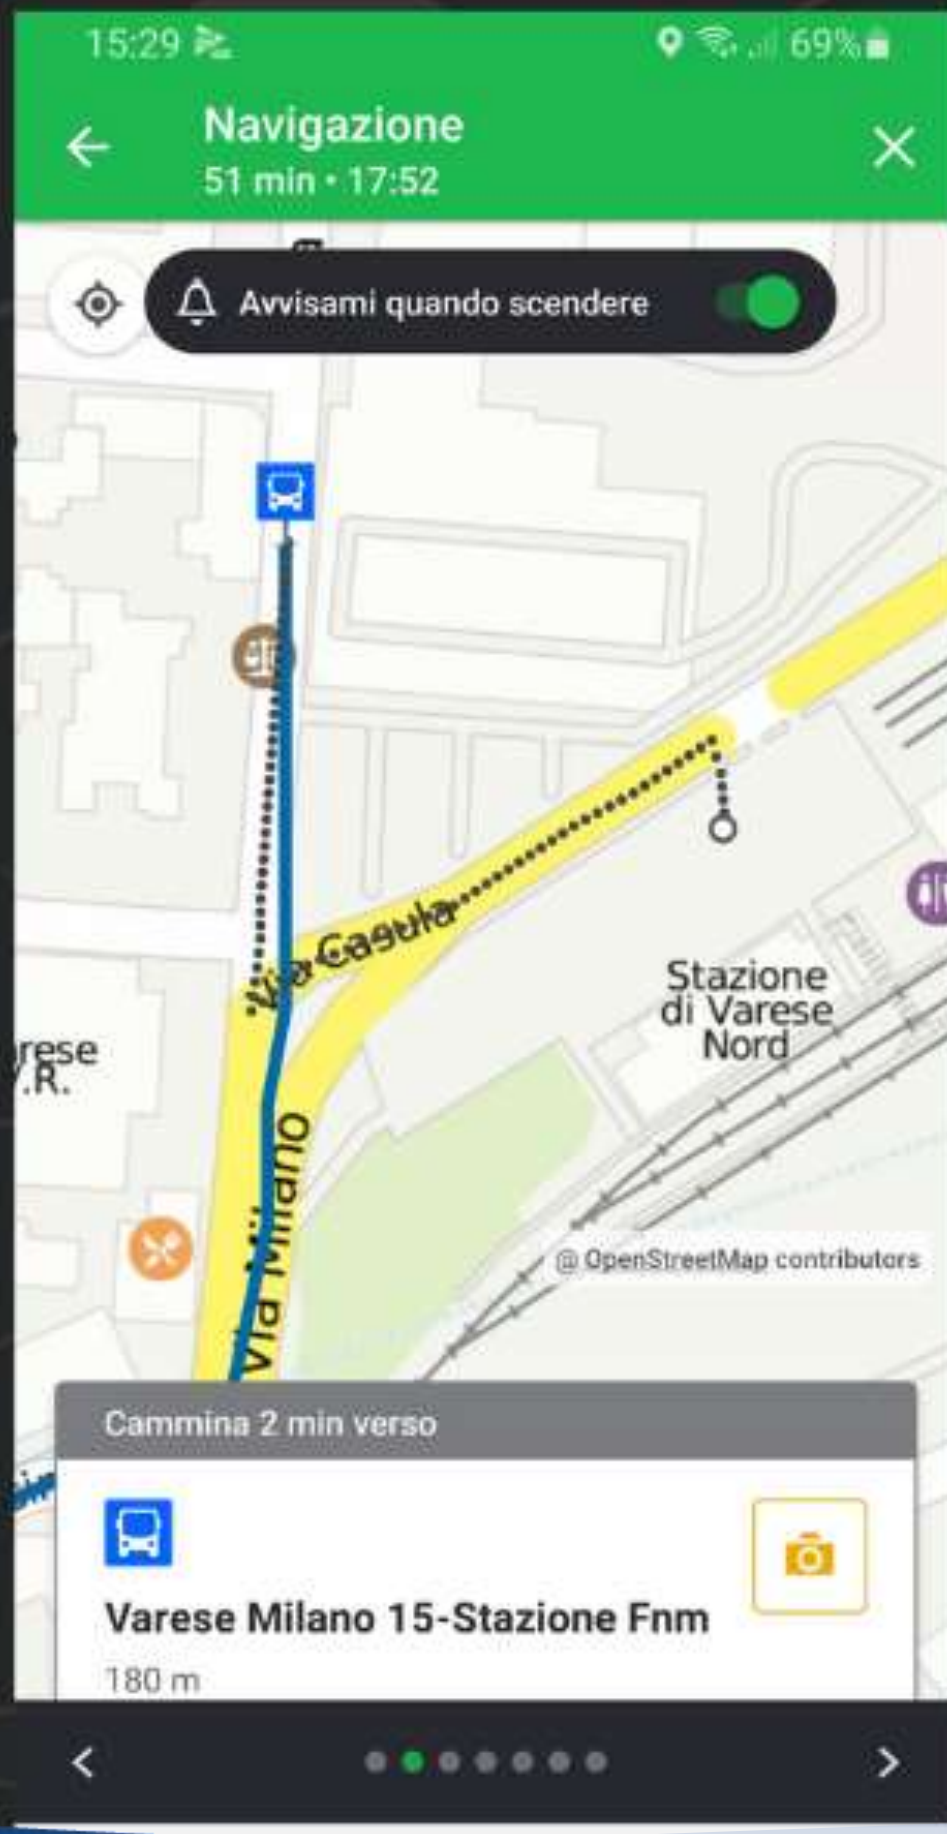 15:29
69%
Navigazione
51 min • 17:52
Avvisami quando scendere
Via Casula
Stazione
di Varese
Nord
rese
V.R.
Via Milano
@ OpenStreetMap contributors
Cammina 2 min verso
Varese Milano 15-Stazione Fnm
180 m